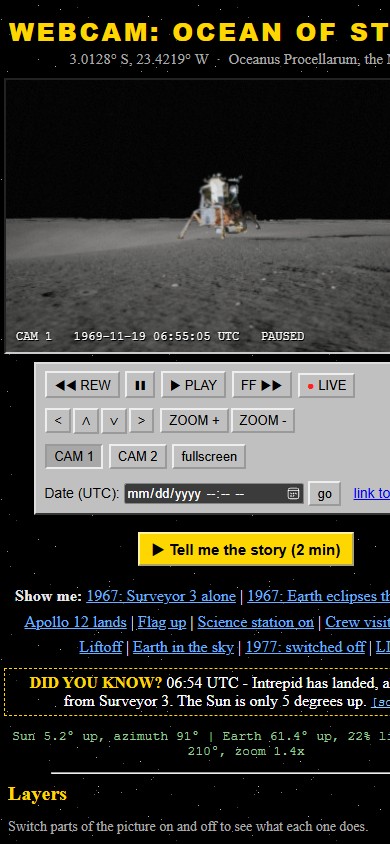 WEBCAM: OCEAN OF ST
3.0128° S, 23.4219° W · Oceanus Procellarum, the
CAM 1 1969-11-19 06:55:05 UTC PAUSED
◀◀ REW ▮▮ ▶ PLAY FF ▶▶ ● LIVE
< ʌ v > ZOOM + ZOOM -
CAM 1 CAM 2 fullscreen
Date (UTC): mm/dd/yyyy --:-- -- go link to
▶ Tell me the story (2 min)
Show me: 1967: Surveyor 3 alone | 1967: Earth eclipses
Apollo 12 lands | Flag up | Science station on | Crew
Liftoff | Earth in the sky | 1977: switched off |
DID YOU KNOW? 06:54 UTC - Intrepid has landed,
from Surveyor 3. The Sun is only 5 degrees up.
Sun 5.2° up, azimuth 91° | Earth 61.4° up, 22%
210°, zoom 1.4x
Layers
Switch parts of the picture on and off to see what each one does.